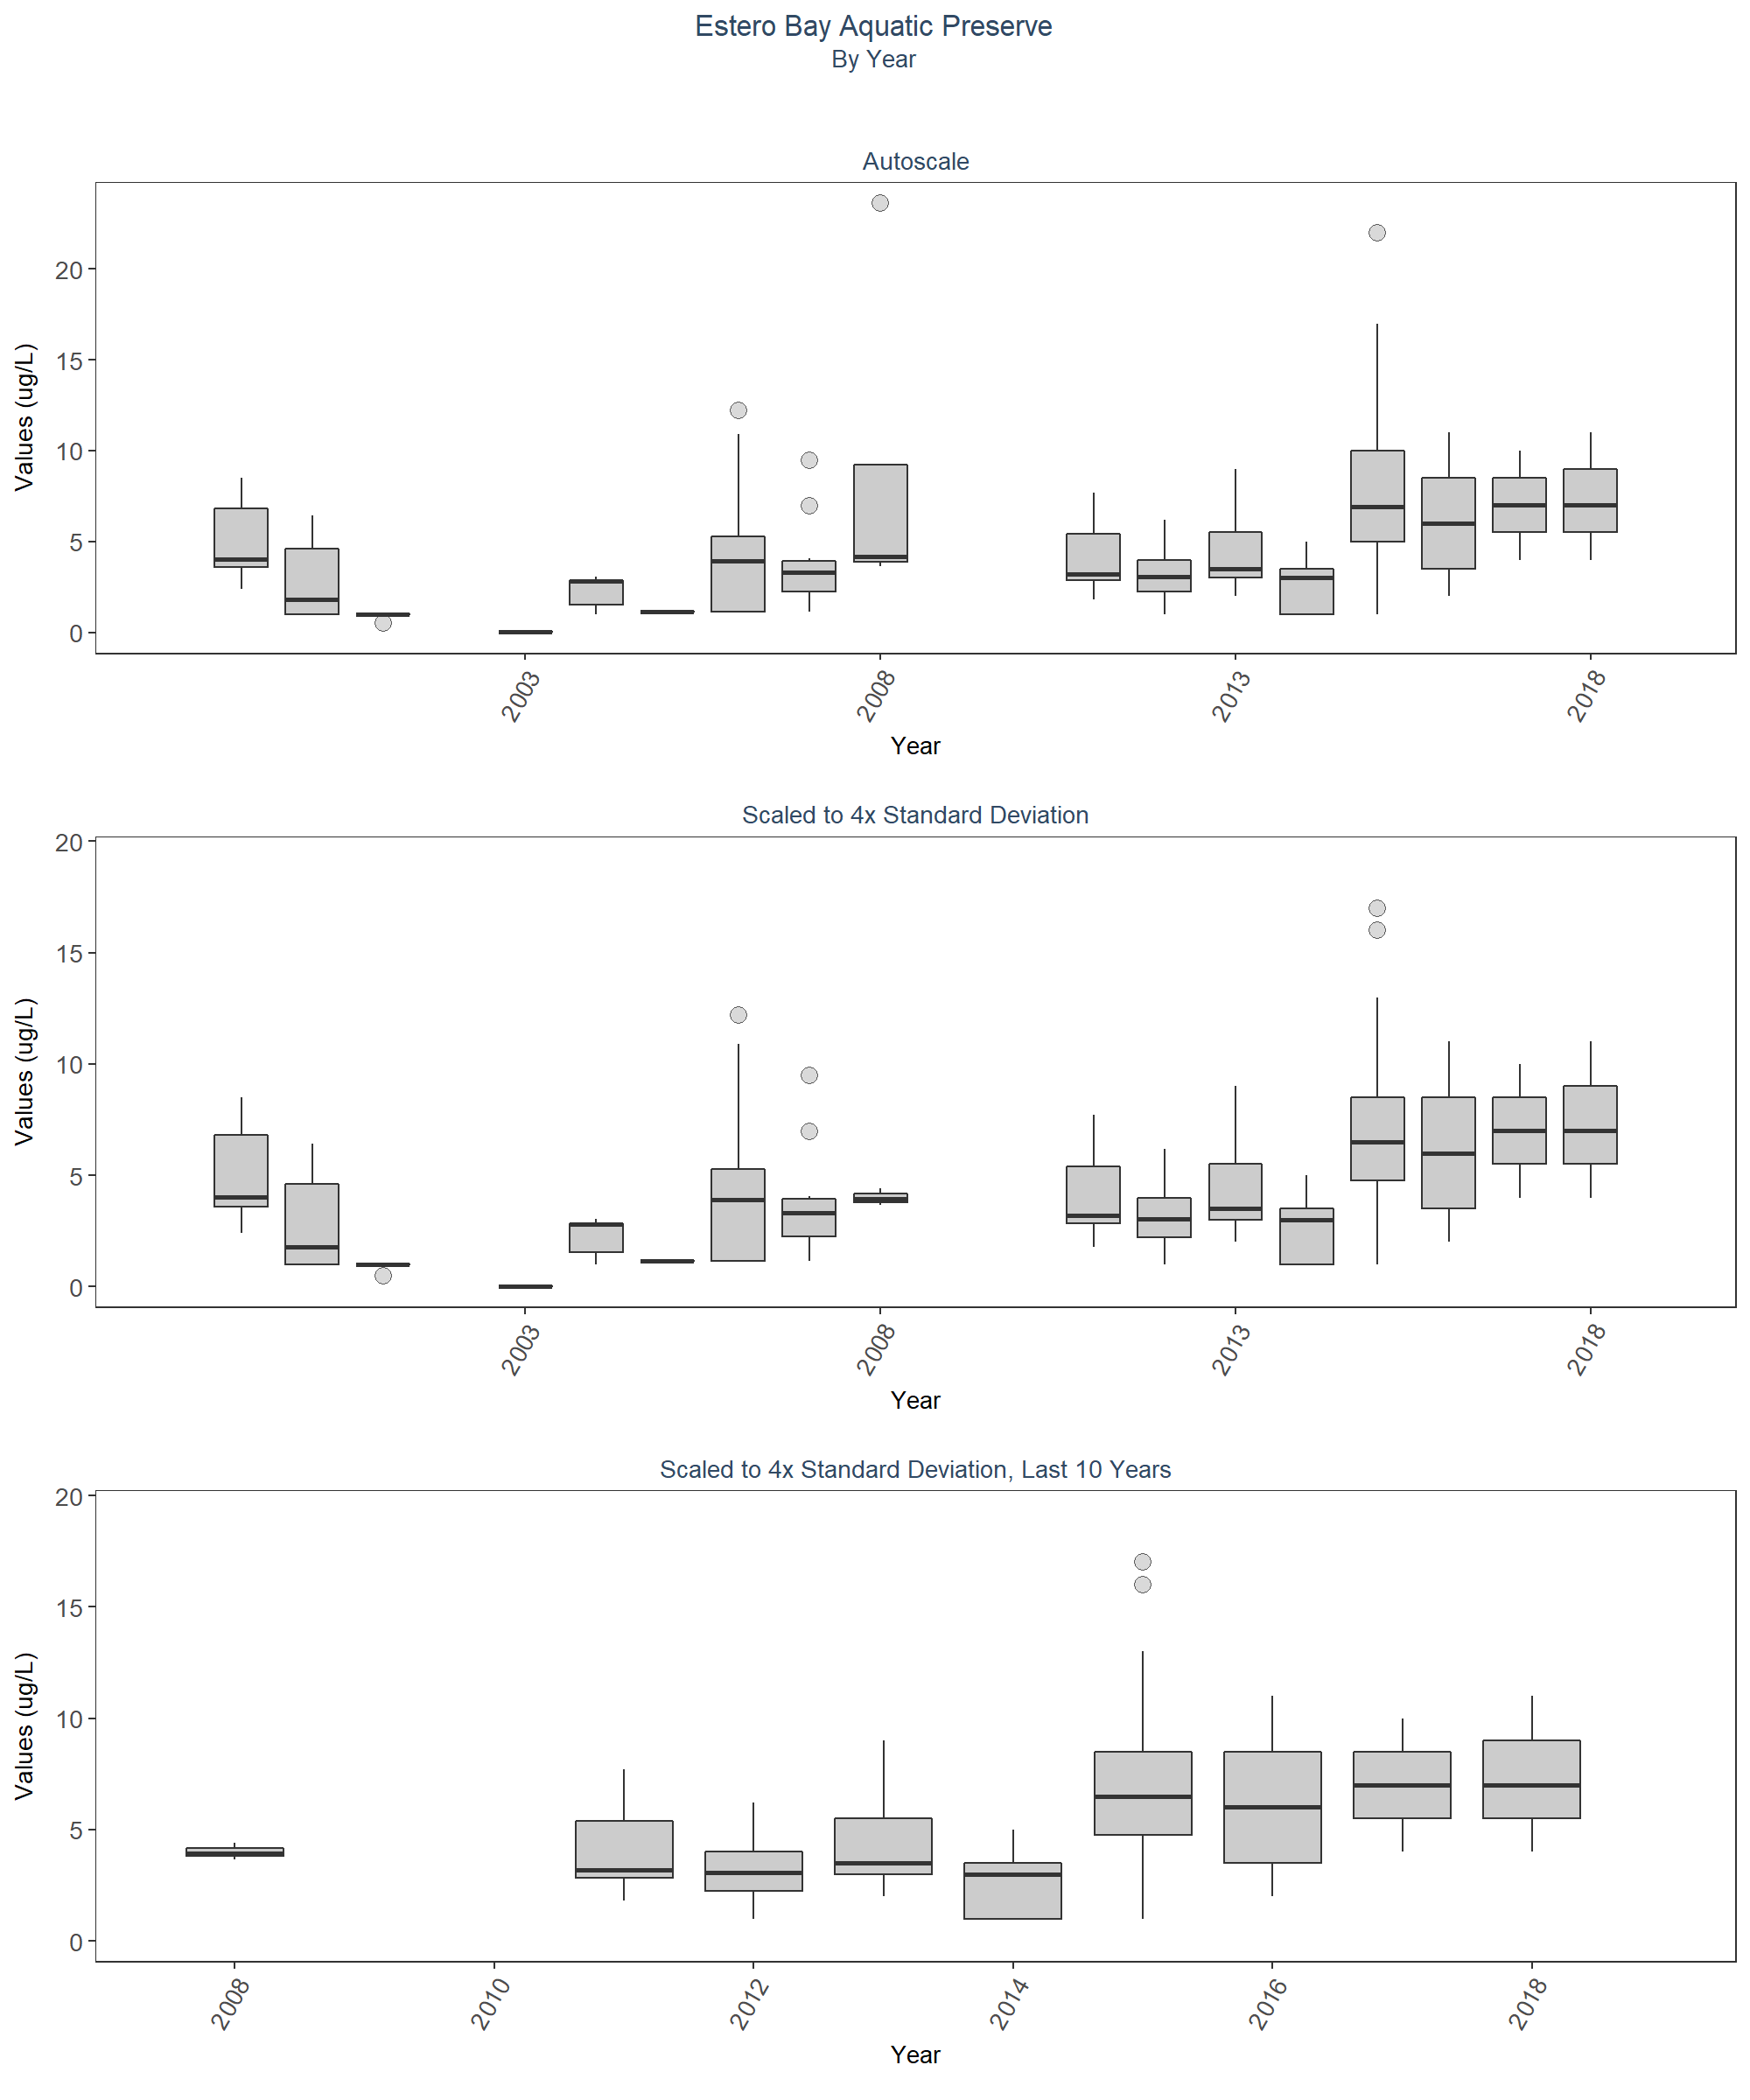 Estero Bay Aquatic Preserve
By Year
Autoscale
Values (ug/L)
20
15
10
5
0
2003 2008 2013 2018
Year
Scaled to 4x Standard Deviation
Values (ug/L)
20
15
10
5
0
2003 2008 2013 2018
Year
Scaled to 4x Standard Deviation, Last 10 Years
Values (ug/L)
20
15
10
5
0
2008 2010 2012 2014 2016 2018
Year